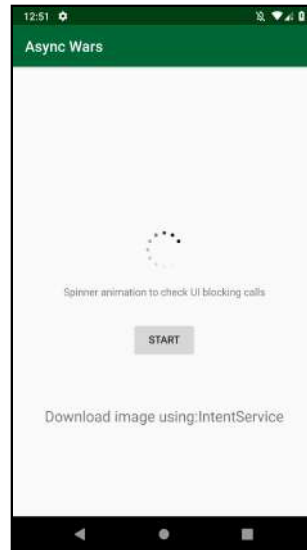 12:51
Async Wars
Spinner animation to check UI blocking calls
START
Download image using:IntentService